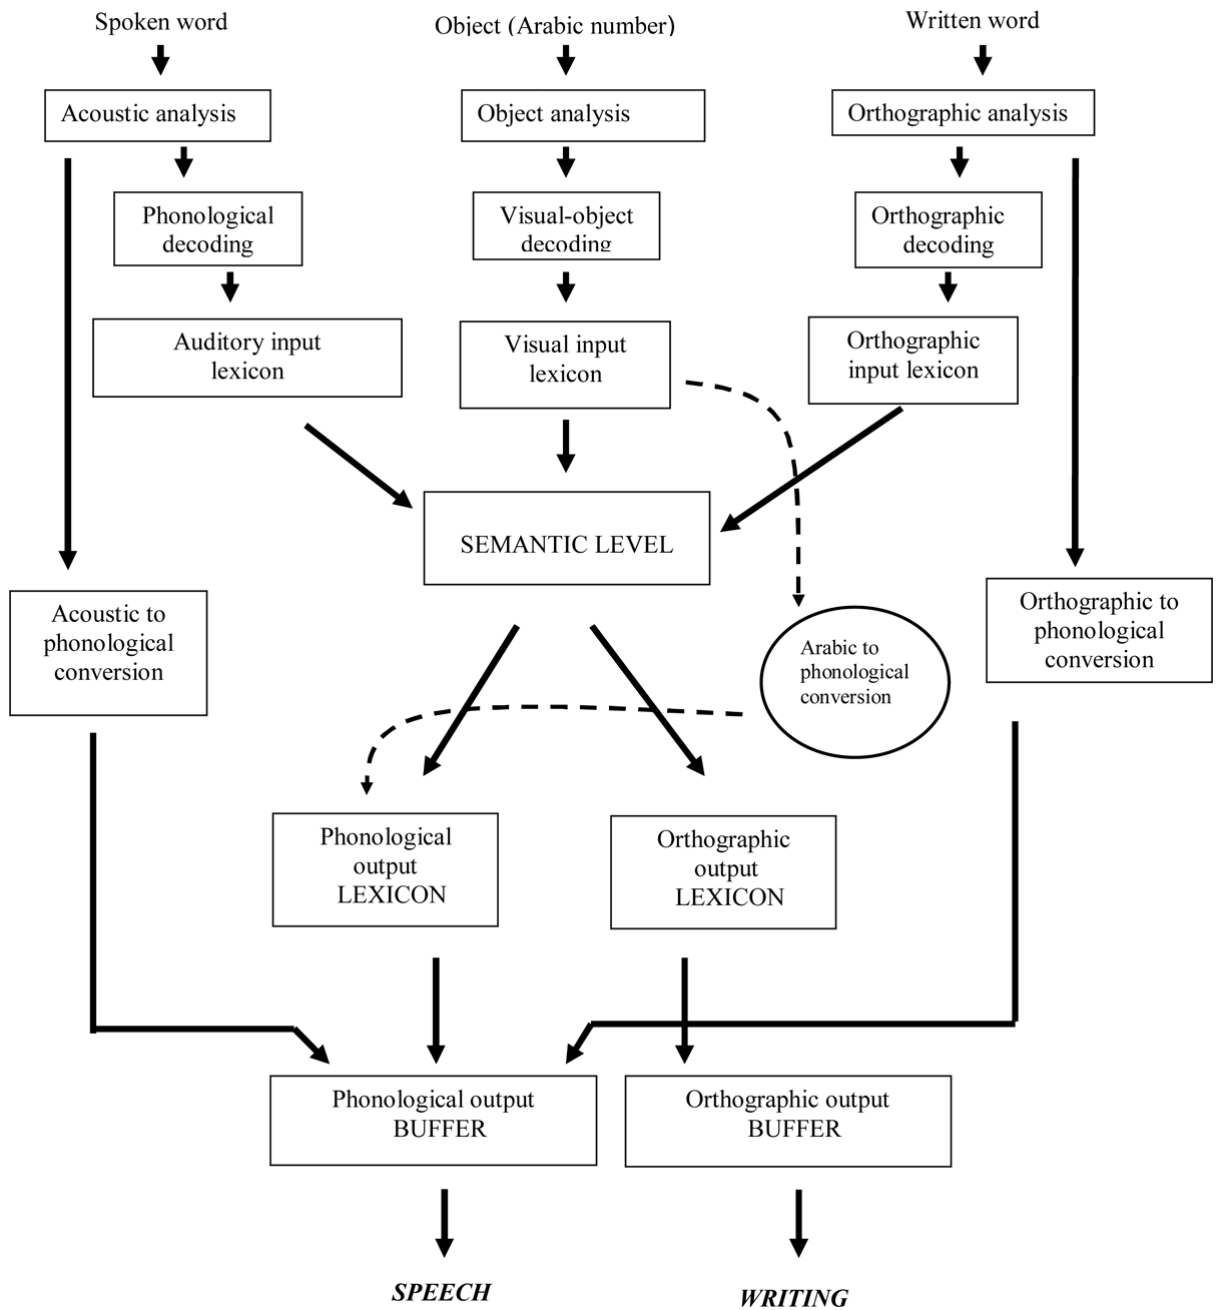 Spoken word
Object (Arabic number)
Written word
Acoustic analysis
Object analysis
Orthographic analysis
Phonological
decoding
Visual-object
decoding
Orthographic
decoding
Auditory input
lexicon
Visual input
lexicon
Orthographic
input lexicon
SEMANTIC LEVEL
Acoustic to
phonological
conversion
Arabic to
phonological
conversion
Orthographic to
phonological
conversion
Phonological
output
LEXICON
Orthographic
output
LEXICON
Phonological output
BUFFER
Orthographic output
BUFFER
SPEECH
WRITING